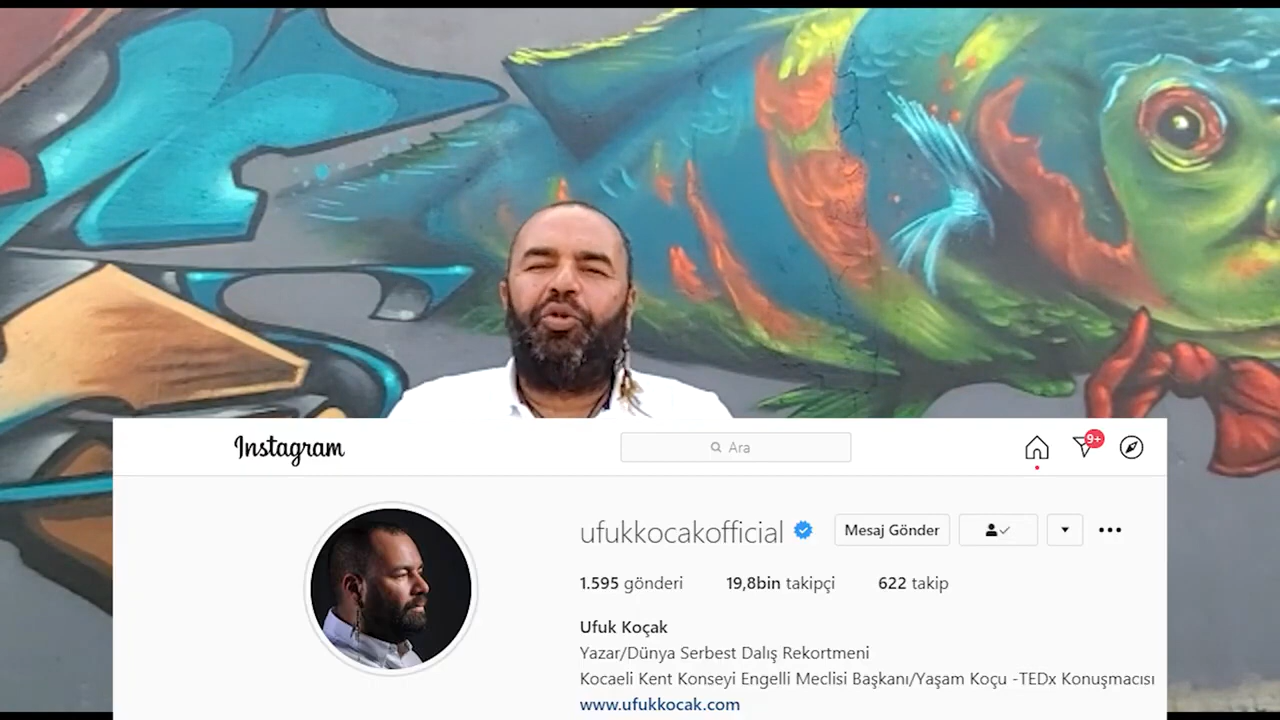 Instagram
Ara
9+
ufukkocakofficial Mesaj Gönder
1.595 gönderi 19,8bin takipçi 622 takip
Ufuk Koçak
Yazar/Dünya Serbest Dalış Rekortmeni
Kocaeli Kent Konseyi Engelli Meclisi Başkanı/Yaşam Koçu -TEDx Konuşmacısı
www.ufukkocak.com